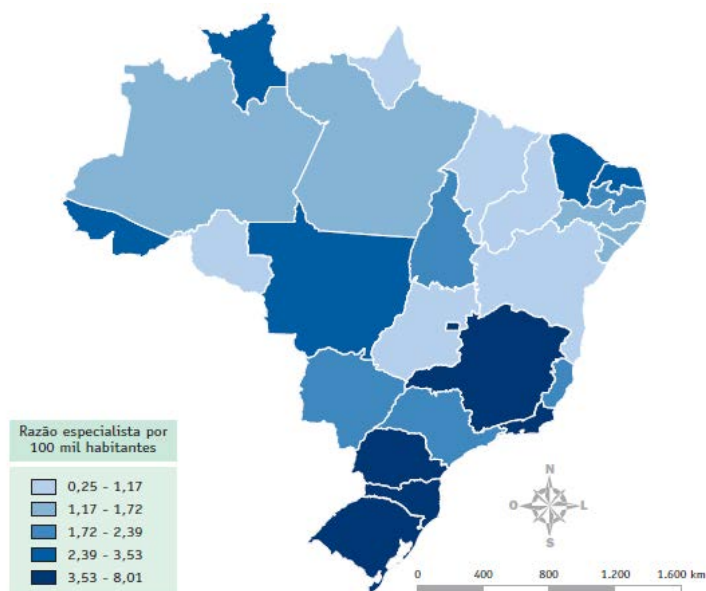 Razão especialista por
100 mil habitantes
0,25 - 1,17
1,17 - 1,72
1,72 - 2,39
2,39 - 3,53
3,53 - 8,01
N
O
L
S
0 400 800 1.200 1.600 km